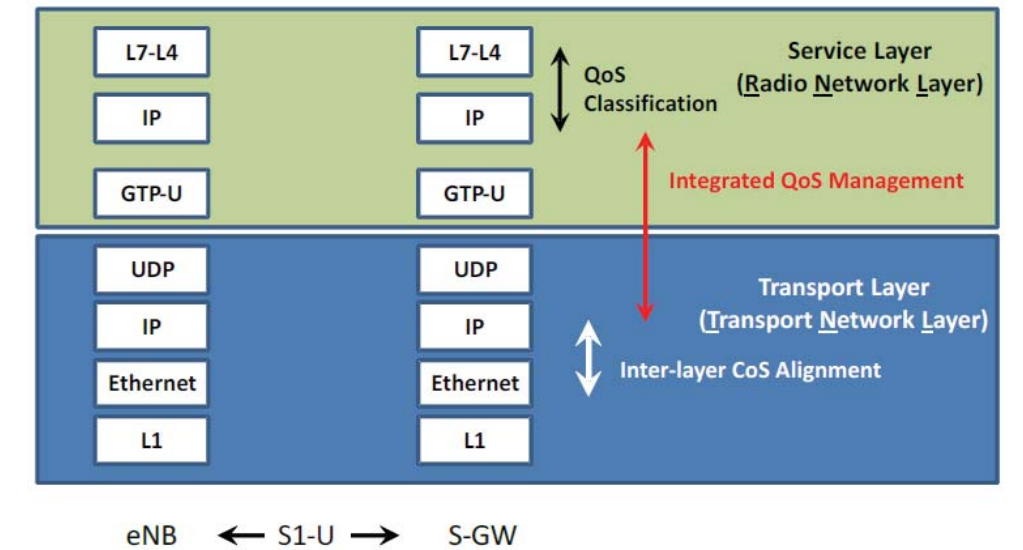 L7-L4
L7-L4
Service Layer
(Radio Network Layer)
QoS
Classification
IP
IP
Integrated QoS Management
GTP-U
GTP-U
UDP
UDP
Transport Layer
(Transport Network Layer)
IP
IP
Inter-layer CoS Alignment
Ethernet
Ethernet
L1
L1
eNB S1-U S-GW